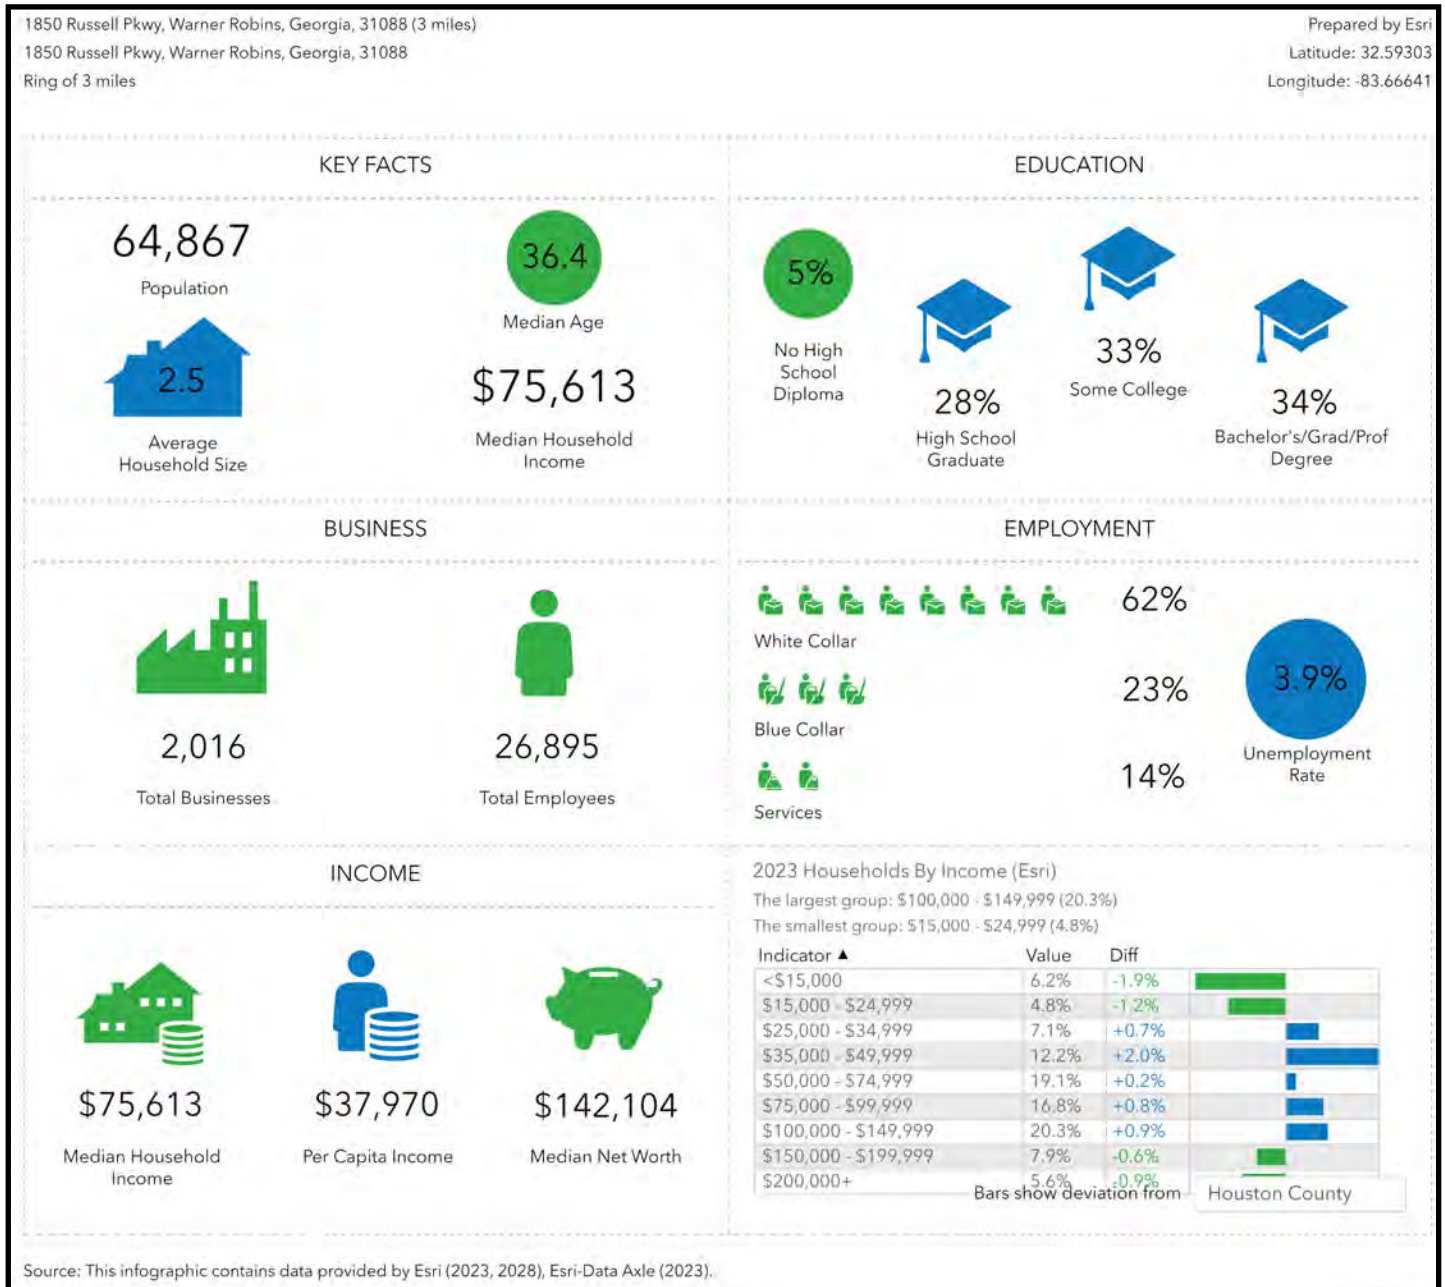 1850 Russell Pkwy, Warner Robins, Georgia, 31088 (3 miles)
Prepared by Esri
1850 Russell Pkwy, Warner Robins, Georgia, 31088
Latitude: 32.59303
Ring of 3 miles
Longitude: -83.66641
KEY FACTS
64,867
Population
36.4
Median Age
2.5
Average
Household Size
$75,613
Median Household
Income
EDUCATION
5%
No High
School
Diploma
28%
High School
Graduate
33%
Some College
34%
Bachelor's/Grad/Prof
Degree
BUSINESS
2,016
Total Businesses
26,895
Total Employees
EMPLOYMENT
62%
White Collar
23%
Blue Collar
14%
Services
3.9%
Unemployment
Rate
INCOME
$75,613
Median Household
Income
$37,970
Per Capita Income
$142,104
Median Net Worth
2023 Households By Income (Esri)
The largest group: $100,000 - $149,999 (20.3%)
The smallest group: $15,000 - $24,999 (4.8%)
Indicator ▲ Value Diff
<$15,000 6.2% -1.9%
$15,000 - $24,999 4.8% -1.2%
$25,000 - $34,999 7.1% +0.7%
$35,000 - $49,999 12.2% +2.0%
$50,000 - $74,999 19.1% +0.2%
$75,000 - $99,999 16.8% +0.8%
$100,000 - $149,999 20.3% +0.9%
$150,000 - $199,999 7.9% -0.6%
$200,000+ 5.6% -0.9%
Bars show deviation from Houston County
Source: This infographic contains data provided by Esri (2023, 2028), Esri-Data Axle (2023).